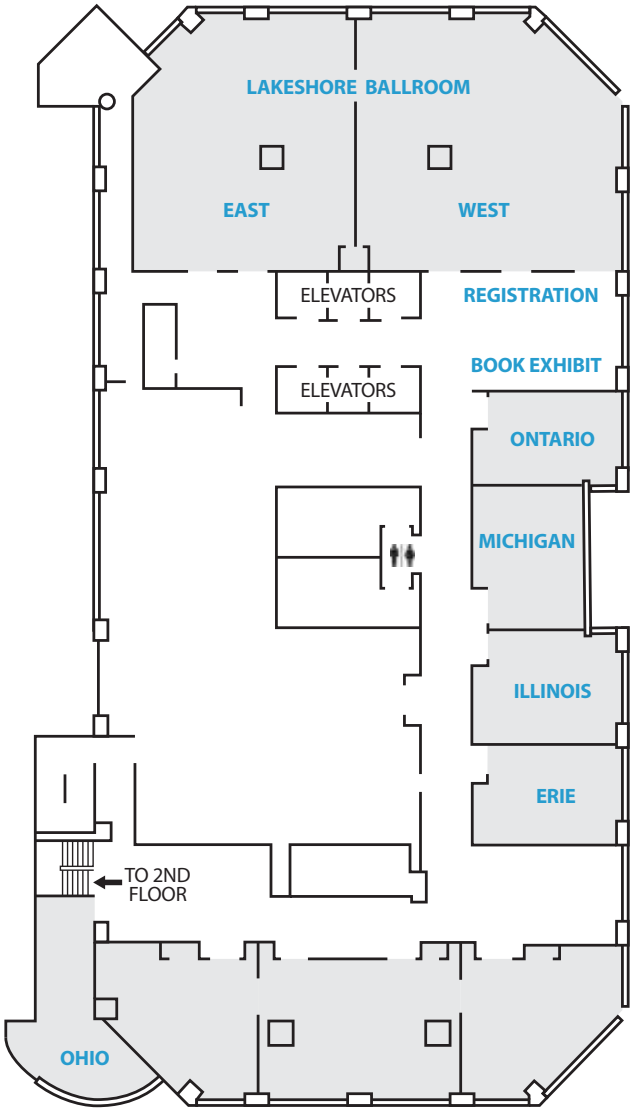 LAKESHORE BALLROOM
EAST
WEST
ELEVATORS
REGISTRATION
BOOK EXHIBIT
ELEVATORS
ONTARIO
MICHIGAN
ILLINOIS
ERIE
TO 2ND
FLOOR
OHIO